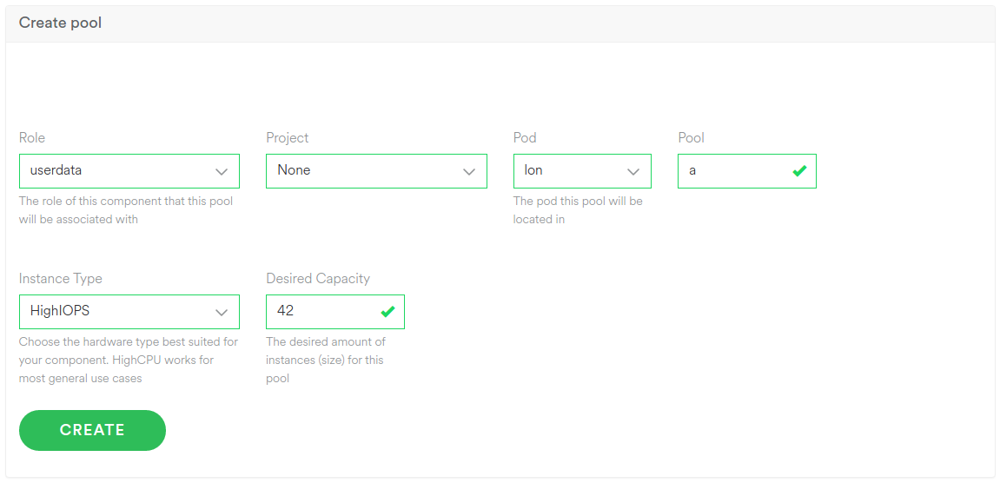 Create pool
Role
Project
Pod
Pool
userdata
None
lon
a
The role of this component that this pool
will be associated with
The pod this pool will be
located in
Instance Type
Desired Capacity
HighIOPS
42
Choose the hardware type best suited for
your component. HighCPU works for
most general use cases
The desired amount of
instances (size) for this
pool
CREATE